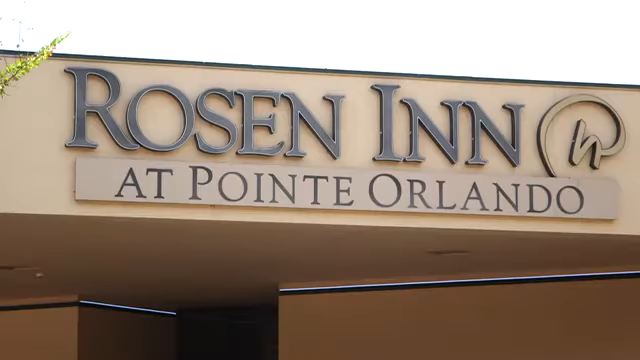 ROSEN INN
AT POINTE ORLANDO